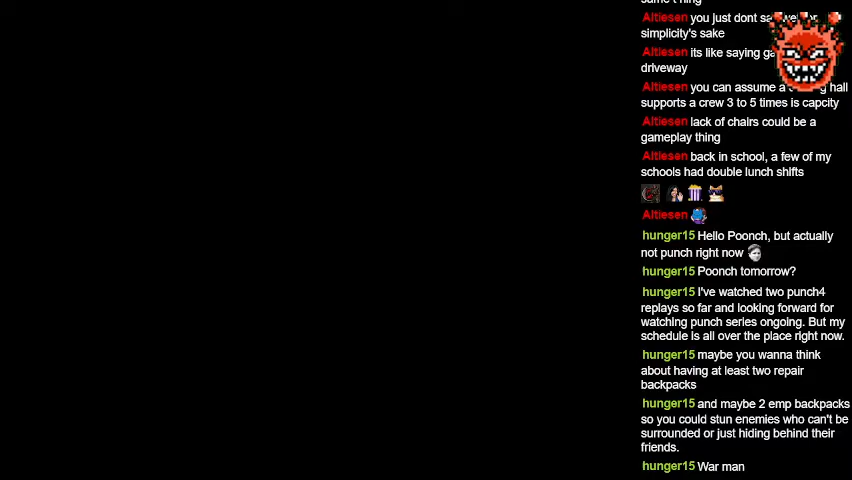 Altiesen you just dont
simplicity's sake
Altiesen its like saying
driveway
Altiesen you can assume a hall
supports a crew 3 to 5 times is capcity
Altiesen lack of chairs could be a
gameplay thing
Altiesen back in school, a few of my
schools had double lunch shifts
Altiesen
hunger15 Hello Poonch, but actually
not punch right now
hunger15 Poonch tomorrow?
hunger15 I've watched two punch4
replays so far and looking forward for
watching punch series ongoing. But my
schedule is all over the place right now.
hunger15 maybe you wanna think
about having at least two repair
backpacks
hunger15 and maybe 2 emp backpacks
so you could stun enemies who can't be
surrounded or just hiding behind their
friends.
hunger15 War man